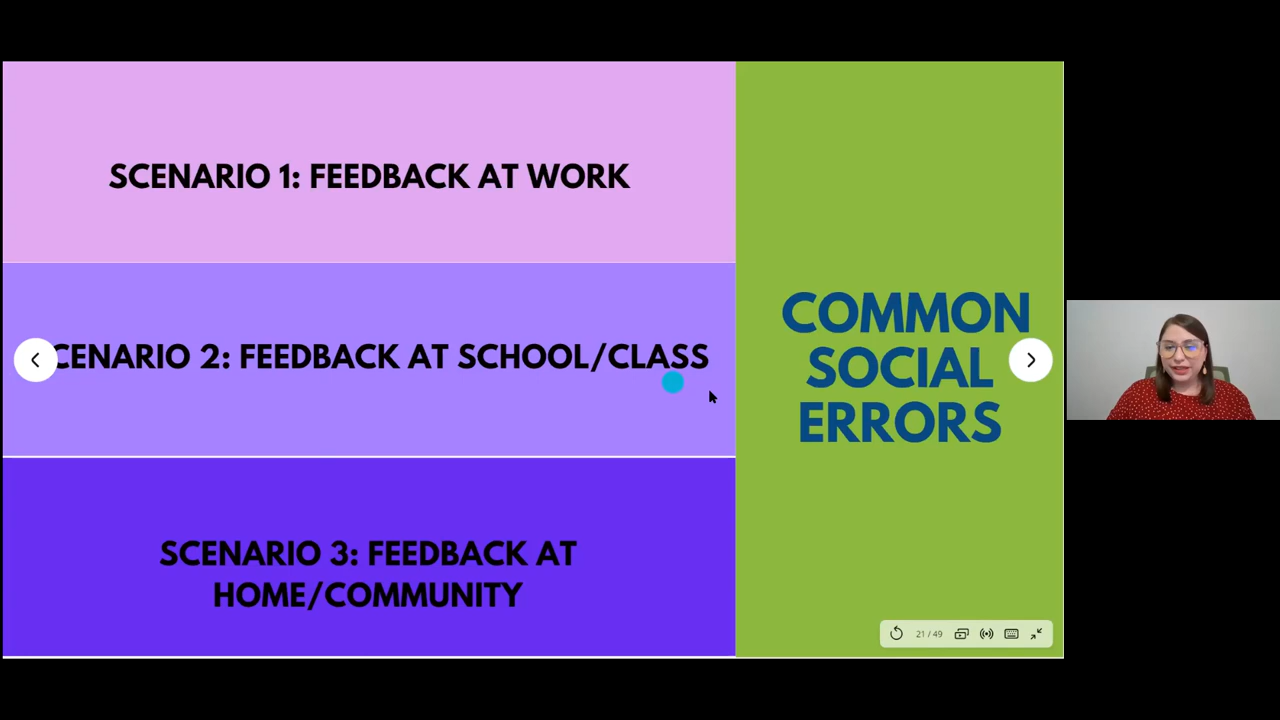 SCENARIO 1: FEEDBACK AT WORK
CENARIO 2: FEEDBACK AT SCHOOL/CLASS
SCENARIO 3: FEEDBACK AT
HOME/COMMUNITY
COMMON
SOCIAL
ERRORS
21 / 49